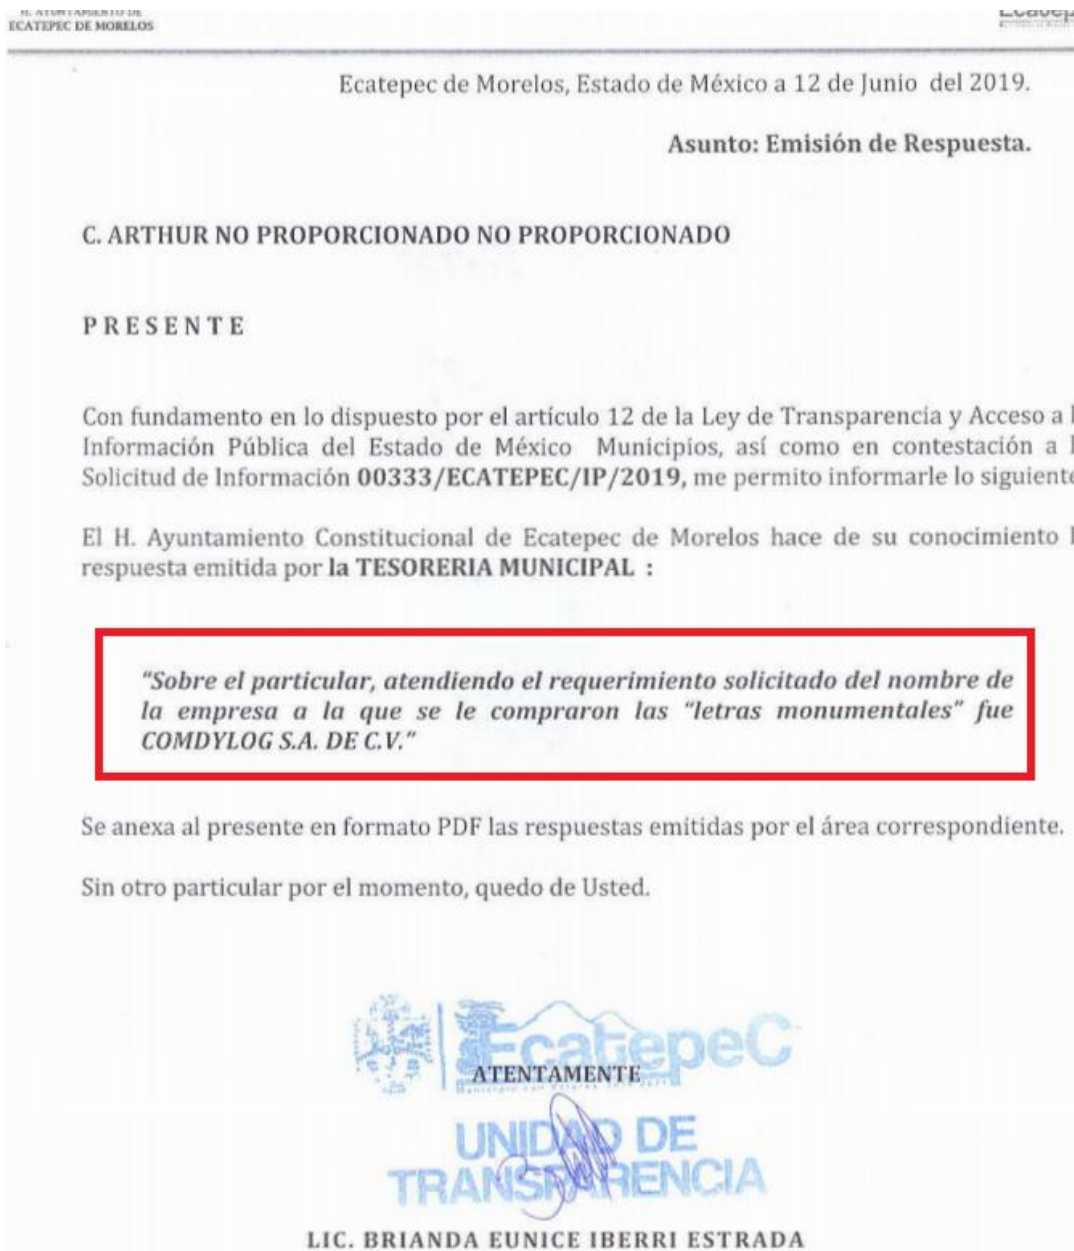 H. AYUNTAMIENTO DE
ECATEPEC DE MORELOS
Ecatepec de Morelos, Estado de México a 12 de Junio del 2019.
Asunto: Emisión de Respuesta.
C. ARTHUR NO PROPORCIONADO NO PROPORCIONADO
P R E S E N T E
Con fundamento en lo dispuesto por el artículo 12 de la Ley de Transparencia y Acceso a l
Información Pública del Estado de México Municipios, así como en contestación a l
Solicitud de Información 00333/ECATEPEC/IP/2019, me permito informarle lo siguiente
El H. Ayuntamiento Constitucional de Ecatepec de Morelos hace de su conocimiento l
respuesta emitida por la TESORERIA MUNICIPAL :
"Sobre el particular, atendiendo el requerimiento solicitado del nombre de
la empresa a la que se le compraron las "letras monumentales" fue
COMDYLOG S.A. DE C.V."
Se anexa al presente en formato PDF las respuestas emitidas por el área correspondiente.
Sin otro particular por el momento, quedo de Usted.
EcatepeC
ATENTAMENTE
UNIDAD DE
TRANSPARENCIA
LIC. BRIANDA EUNICE IBERRI ESTRADA